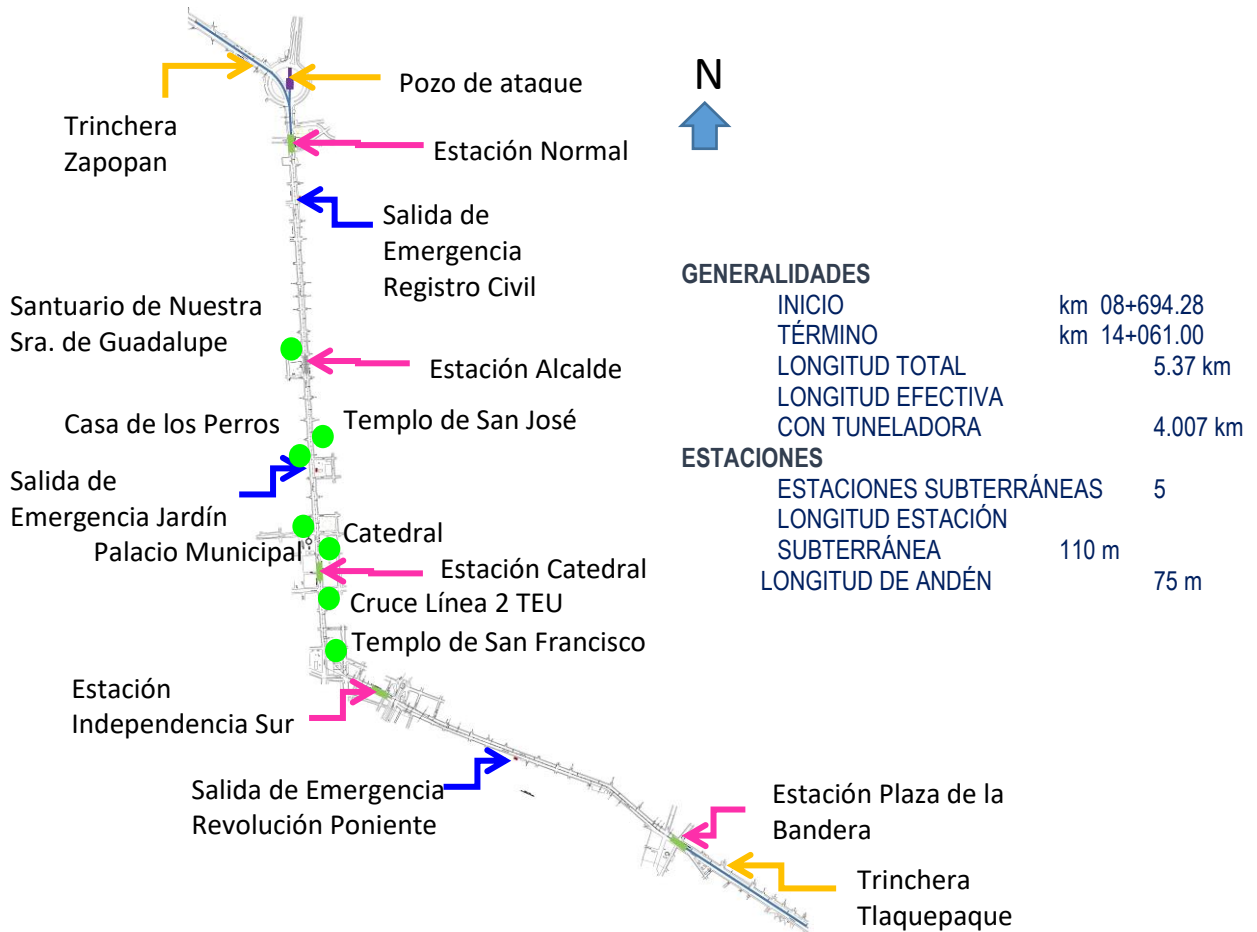 N
Pozo de ataque
Trinchera
Zapopan
Estación Normal
Salida de
Emergencia
Registro Civil
Santuario de Nuestra
Sra. de Guadalupe
Estación Alcalde
Casa de los Perros
Templo de San José
Salida de
Emergencia Jardín
Palacio Municipal
Catedral
Estación Catedral
Cruce Línea 2 TEU
Templo de San Francisco
Estación
Independencia Sur
Salida de Emergencia
Revolución Poniente
Estación Plaza de la
Bandera
Trinchera
Tlaquepaque
GENERALIDADES
INICIO km 08+694.28
TÉRMINO km 14+061.00
LONGITUD TOTAL 5.37 km
LONGITUD EFECTIVA
CON TUNELADORA 4.007 km
ESTACIONES
ESTACIONES SUBTERRÁNEAS 5
LONGITUD ESTACIÓN
SUBTERRÁNEA 110 m
LONGITUD DE ANDÉN 75 m